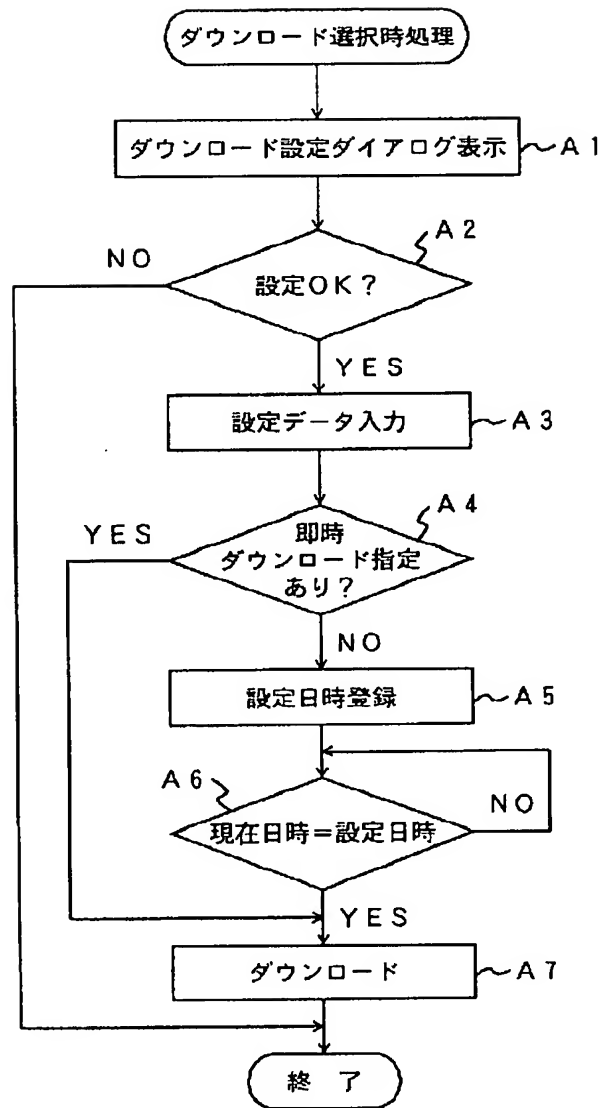 ダウンロード選択時処理
ダウンロード設定ダイアログ表示
A1
A2
NO
設定OK?
YES
設定データ入力
A3
A4
YES
即時
ダウンロード指定
あり?
NO
設定日時登録
A5
A6
NO
現在日時=設定日時
YES
ダウンロード
A7
終 了